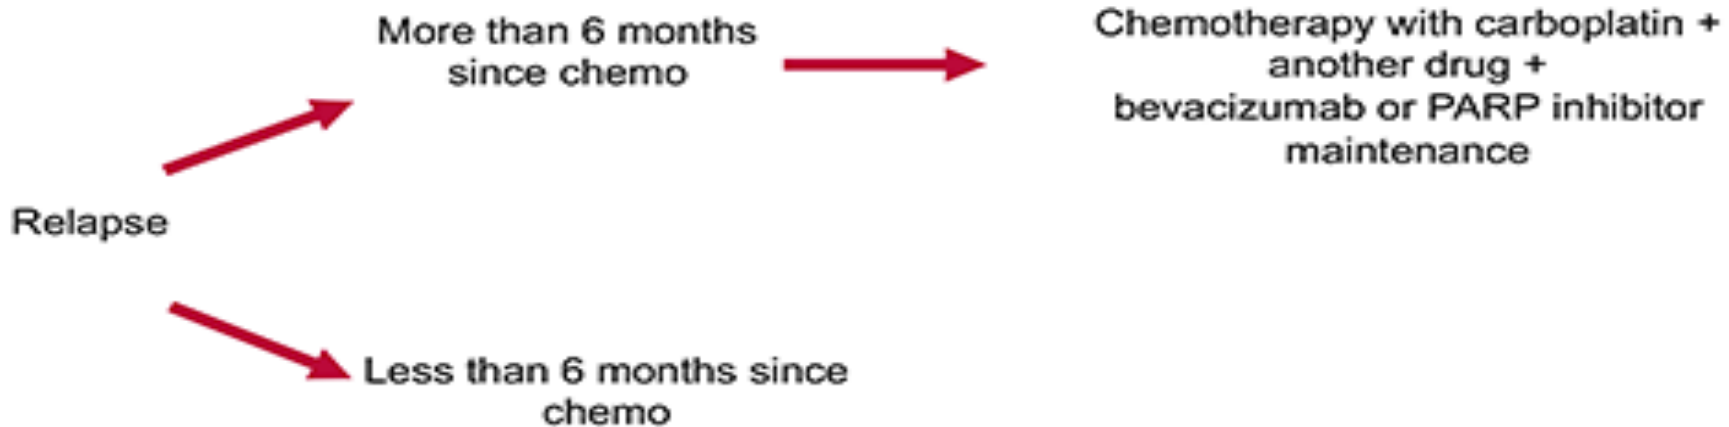 More than 6 months
since chemo
Chemotherapy with carboplatin +
another drug +
bevacizumab or PARP inhibitor
maintenance
Relapse
Less than 6 months since
chemo